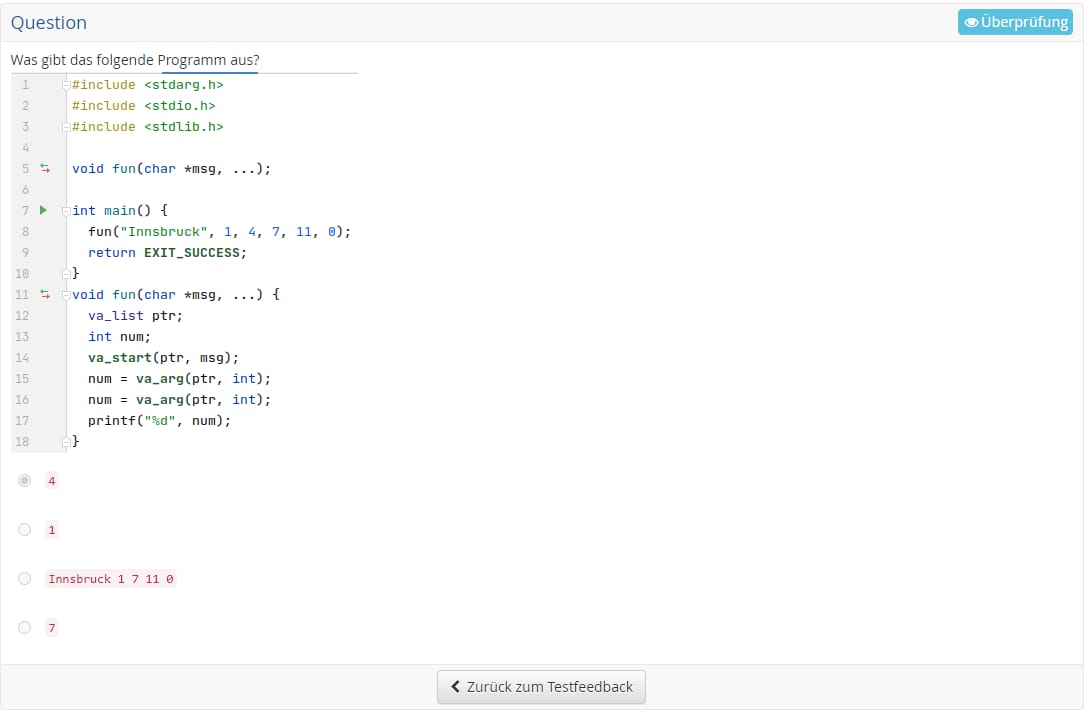 Question
Überprüfung
Was gibt das folgende Programm aus?
1 #include <stdarg.h>
2 #include <stdio.h>
3 #include <stdlib.h>
4
5 void fun(char *msg, ...);
6
7 int main() {
8   fun("Innsbruck", 1, 4, 7, 11, 0);
9   return EXIT_SUCCESS;
10 }
11 void fun(char *msg, ...) {
12   va_list ptr;
13   int num;
14   va_start(ptr, msg);
15   num = va_arg(ptr, int);
16   num = va_arg(ptr, int);
17   printf("%d", num);
18 }
4
1
Innsbruck 1 7 11 0
7
Zurück zum Testfeedback